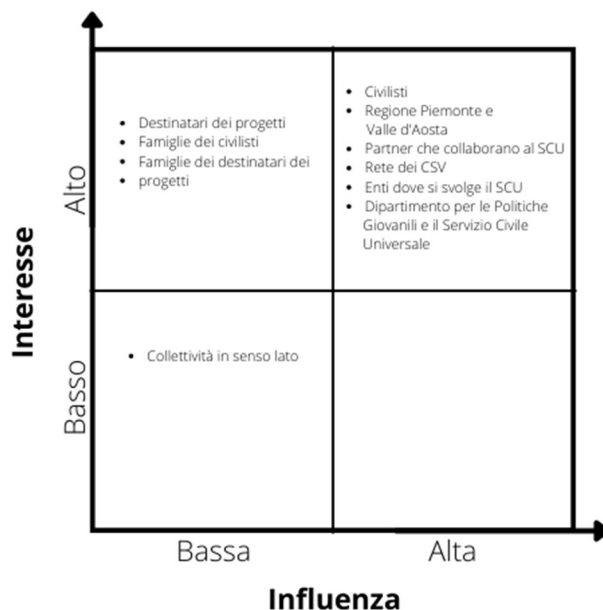 Interesse
Alto
Basso
• Destinatari dei progetti
• Famiglie dei civilisti
• Famiglie dei destinatari dei
• progetti
• Civilisti
• Regione Piemonte e
Valle d'Aosta
• Partner che collaborano al SCU
• Rete dei CSV
• Enti dove si svolge il SCU
• Dipartimento per le Politiche
Giovanili e il Servizio Civile
Universale
• Collettività in senso lato
Bassa
Alta
Influenza